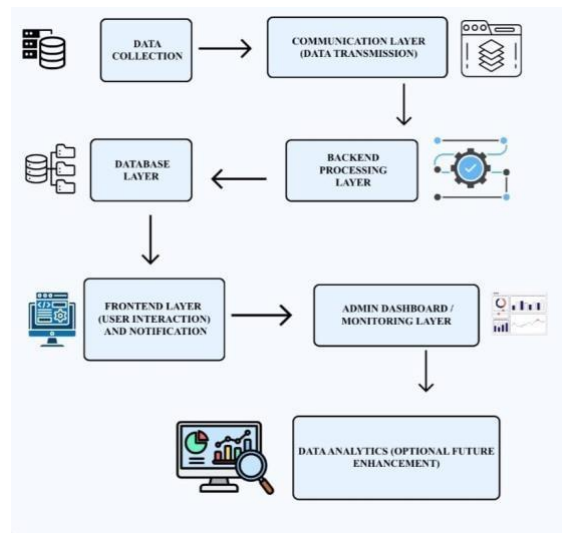 DATA
COLLECTION
COMMUNICATION LAYER
(DATA TRANSMISSION)
BACKEND
PROCESSING
LAYER
DATABASE
LAYER
FRONTEND LAYER
(USER INTERACTION)
AND NOTIFICATION
ADMIN DASHBOARD /
MONITORING LAYER
DATA ANALYTICS (OPTIONAL FUTURE
ENHANCEMENT)